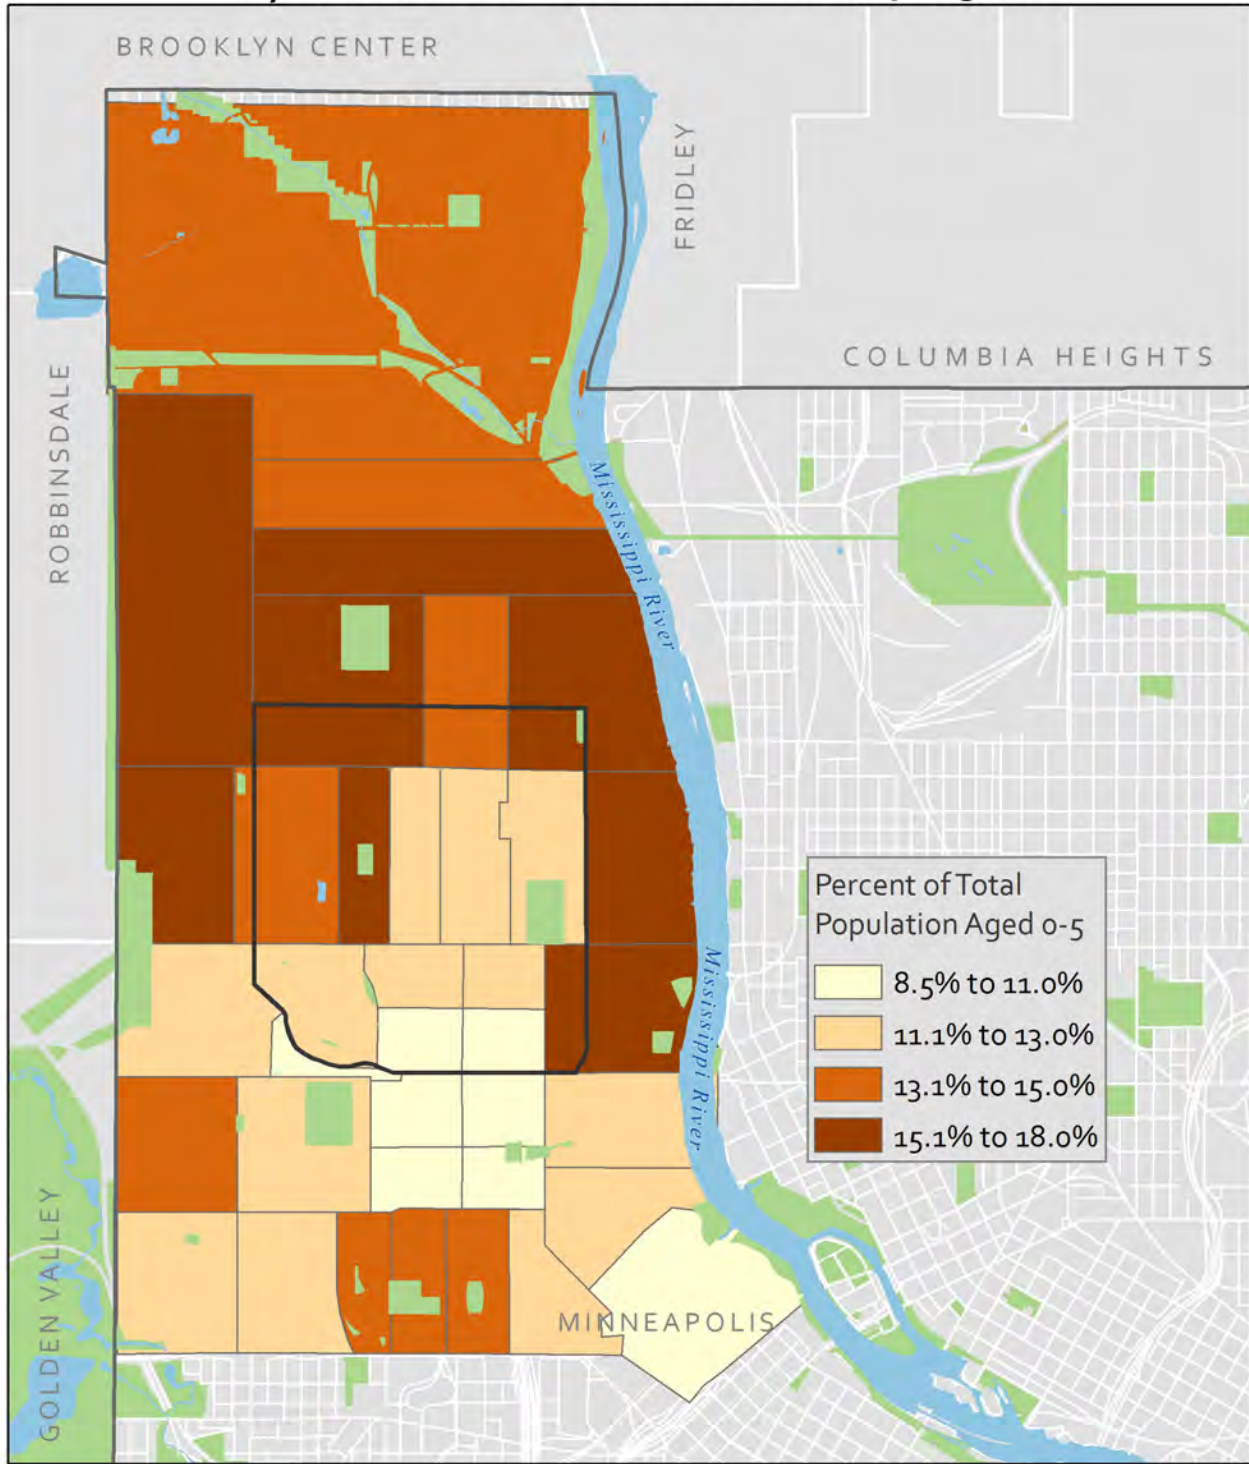 BROOKLYN CENTER
FRIDLEY
COLUMBIA HEIGHTS
ROBBINSDALE
Mississippi River
Percent of Total
Population Aged 0-5
8.5% to 11.0%
11.1% to 13.0%
13.1% to 15.0%
15.1% to 18.0%
Mississippi River
GOLDEN VALLEY
MINNEAPOLIS